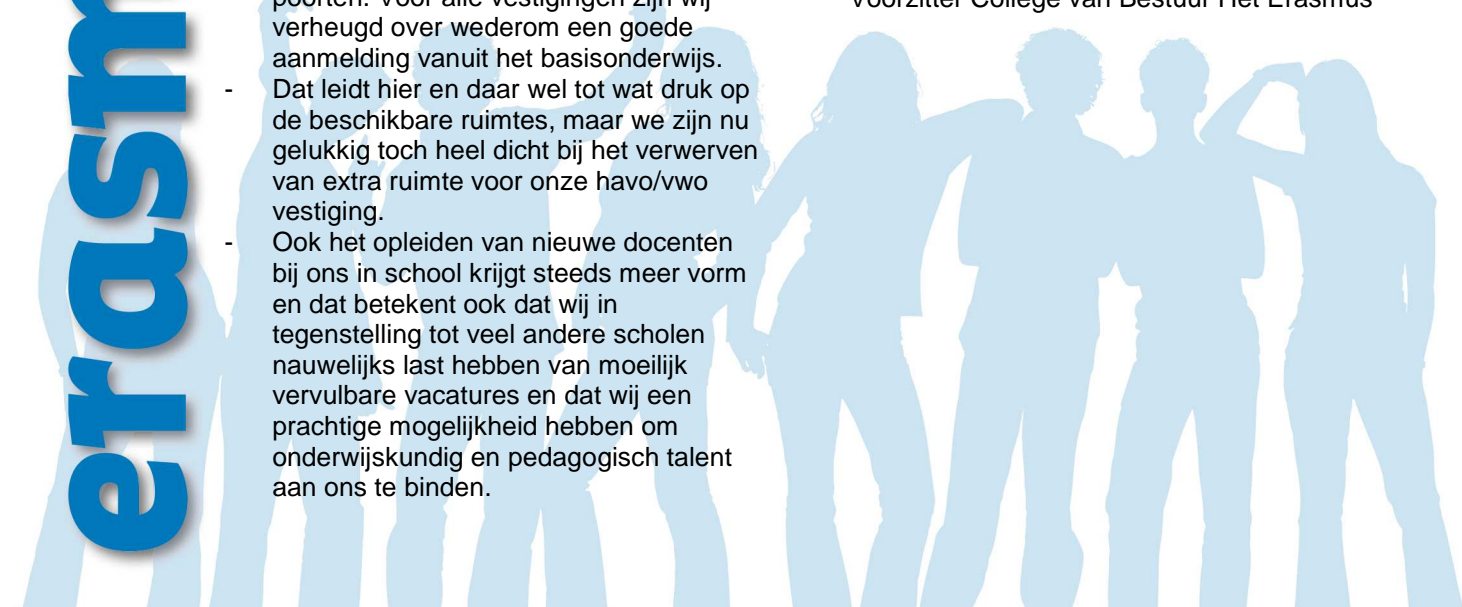 poorten. Voor alle vestigingen zijn wij
verheugd over wederom een goede
aanmelding vanuit het basisonderwijs.
- Dat leidt hier en daar wel tot wat druk op
de beschikbare ruimtes, maar we zijn nu
gelukkig toch heel dicht bij het verwerven
van extra ruimte voor onze havo/vwo
vestiging.
- Ook het opleiden van nieuwe docenten
bij ons in school krijgt steeds meer vorm
en dat betekent ook dat wij in
tegenstelling tot veel andere scholen
nauwelijks last hebben van moeilijk
vervulbare vacatures en dat wij een
prachtige mogelijkheid hebben om
onderwijskundig en pedagogisch talent
aan ons te binden.
Voorzitter College van Bestuur Het Erasmus
erasm